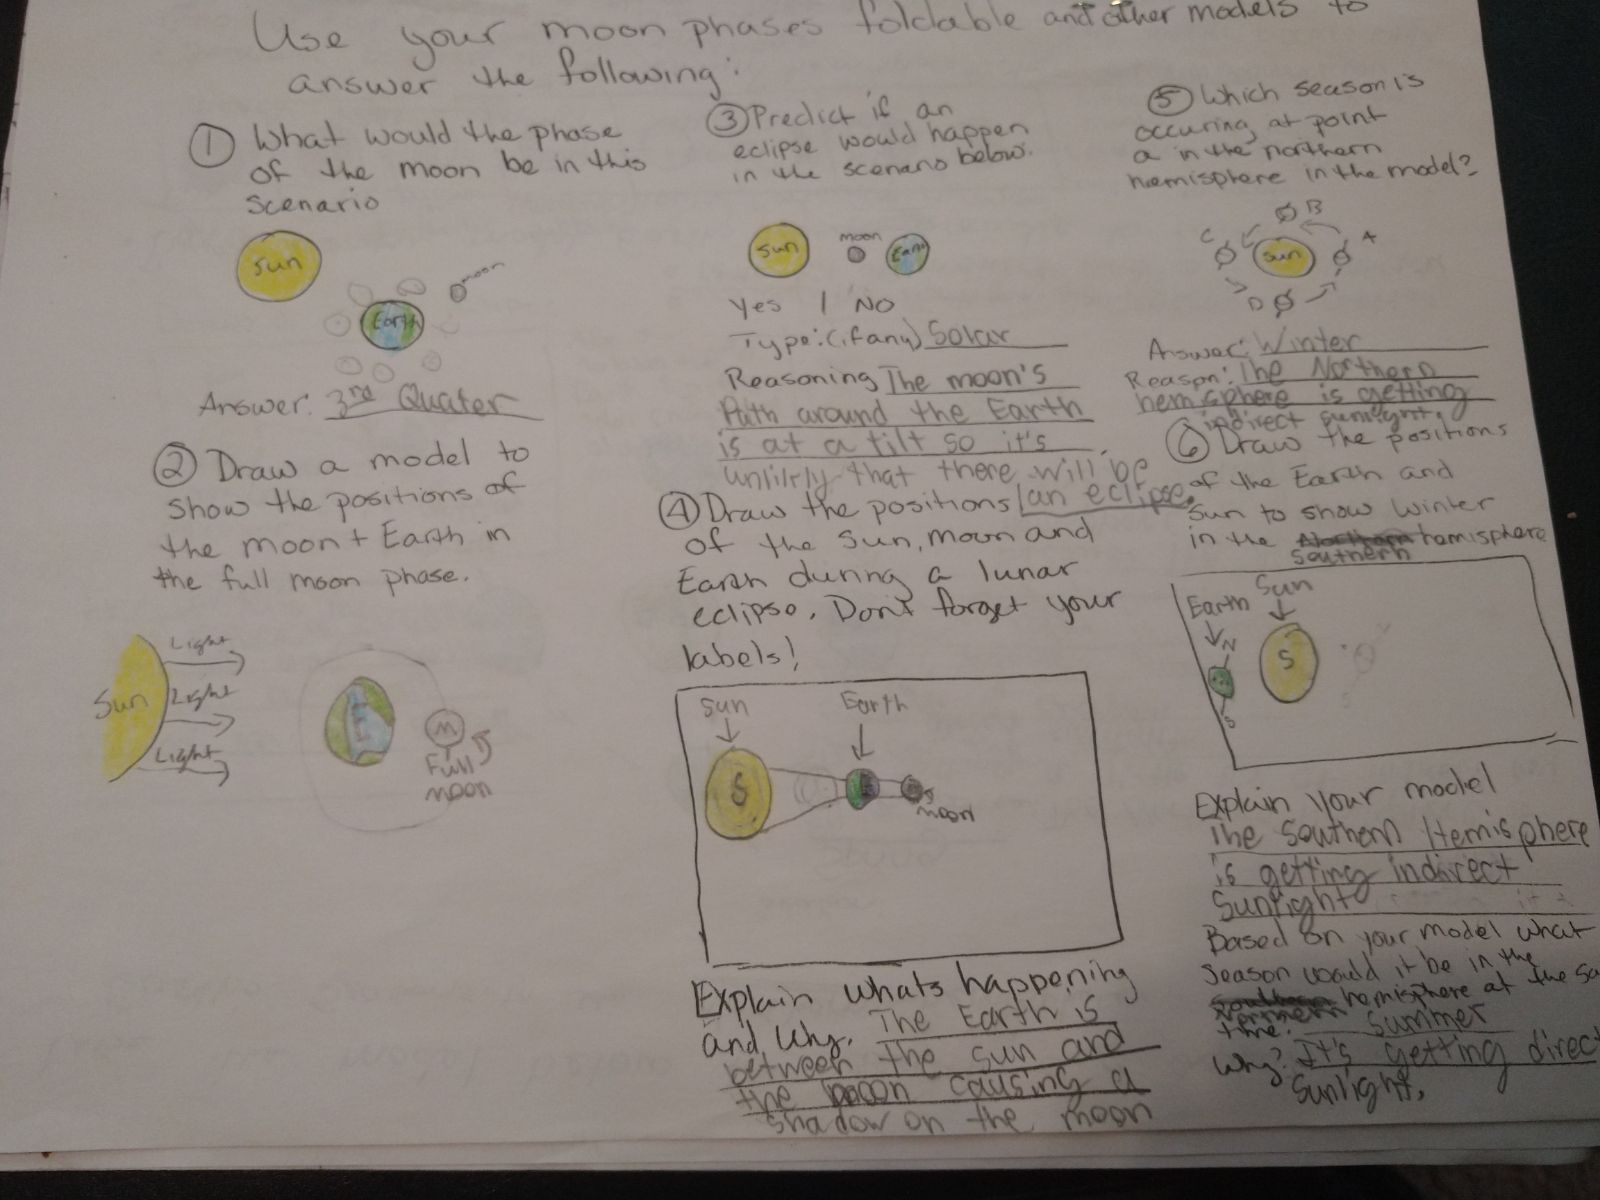 Use your moon phases foldable and other models to
answer the following:
① What would the phase
of the moon be in this
scenario
Sun
moon
Earth
Answer: 3rd Quater
② Draw a model to
show the positions of
the moon + Earth in
the full moon phase.
Sun
Light
Light
Light
M
Full
moon
③ Predict if an
eclipse would happen
in the scenario below.
Sun
moon
Earth
Yes / No
Type: (if any) Solar
Reasoning The moon's
Path around the Earth
is at a tilt so it's
unlikly that there will be
an eclipse.
④ Draw the positions
of the sun, moon and
Earth during a lunar
eclipse. Don't forget your
labels!
Sun
Earth
S
moon
Explain whats happening
and why. The Earth is
between the sun and
the moon causing a
shadow on the moon
⑤ Which season is
occuring at point
a in the northern
hemisphere in the model?
B
C
A
Sun
D
Answer: Winter
Reason: The Northern
hemisphere is getting
indirect sunlight.
⑥ Draw the positions
of the Earth and
Sun to show winter
in the Northern hemisphere
Southern
Sun
Earth
N
S
S
Explain your model
The Southern Hemisphere
is getting indirect
Sunlight
Based on your model what
season would it be in the
hemisphere at the sa
Northern
time? Summer
Why? It's getting direc
Sunlight.